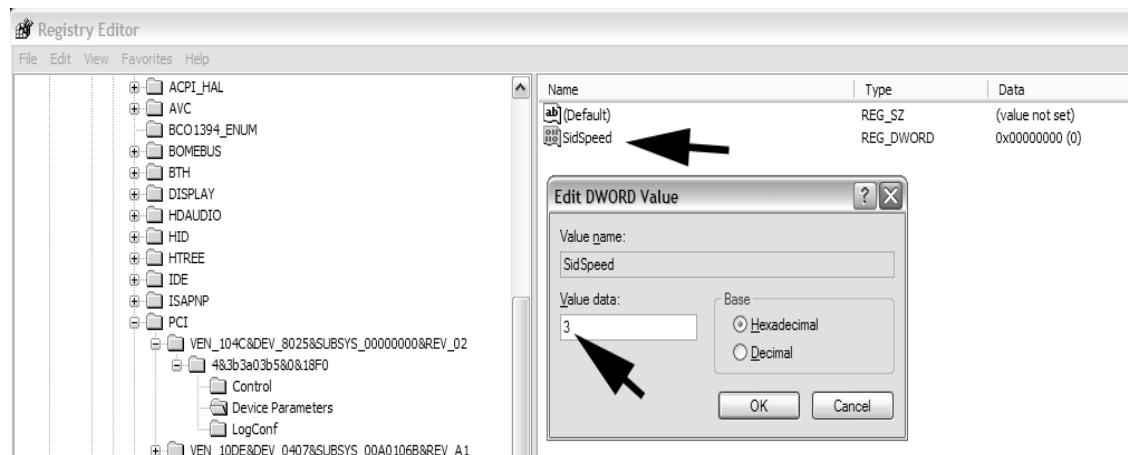 Registry Editor
File Edit View Favorites Help
ACPI_HAL
AVC
BCO1394_ENUM
BOMEBUS
BTH
DISPLAY
HDAUDIO
HID
HTREE
IDE
ISAPNP
PCI
VEN_104C&DEV_8025&SUBSYS_00000000&REV_02
4&3b3a03b5&0&18F0
Control
Device Parameters
LogConf
VEN_10DE&DEV_0407&SUBSYS_00A0106B&REV_A1
Name Type Data
(Default) REG_SZ (value not set)
SidSpeed REG_DWORD 0x00000000 (0)
Edit DWORD Value
Value name:
SidSpeed
Value data:
3
Base
Hexadecimal
Decimal
OK Cancel